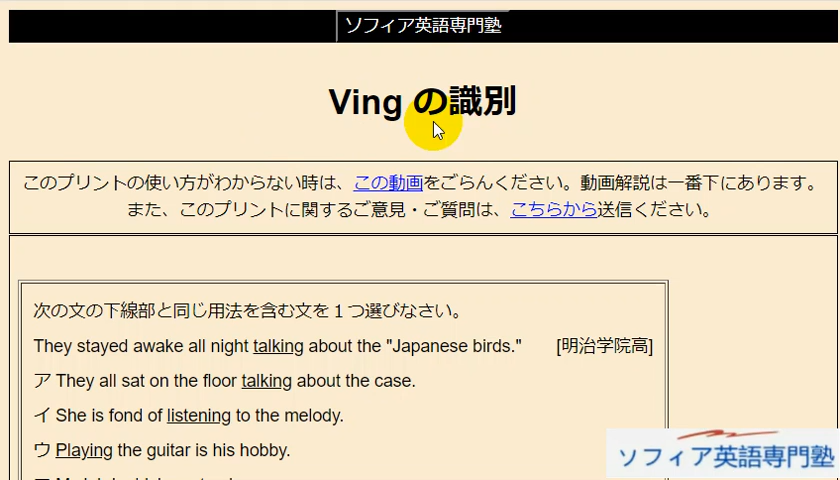 ソフィア英語専門塾
Ving の識別
このプリントの使い方がわからない時は、この動画をごらんください。動画解説は一番下にあります。
また、このプリントに関するご意見・ご質問は、こちらから送信ください。
次の文の下線部と同じ用法を含む文を１つ選びなさい。
They stayed awake all night talking about the "Japanese birds." [明治学院高]
ア They all sat on the floor talking about the case.
イ She is fond of listening to the melody.
ウ Playing the guitar is his hobby.
ソフィア英語専門塾